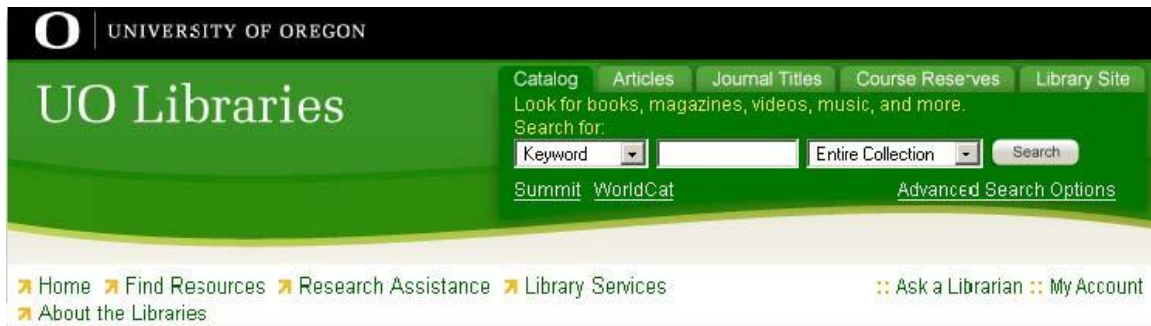 O UNIVERSITY OF OREGON
UO Libraries
Catalog Articles Journal Titles Course Reserves Library Site
Look for books, magazines, videos, music, and more.
Search for:
Keyword Entire Collection Search
Summit WorldCat Advanced Search Options
Home Find Resources Research Assistance Library Services :: Ask a Librarian :: My Account
About the Libraries